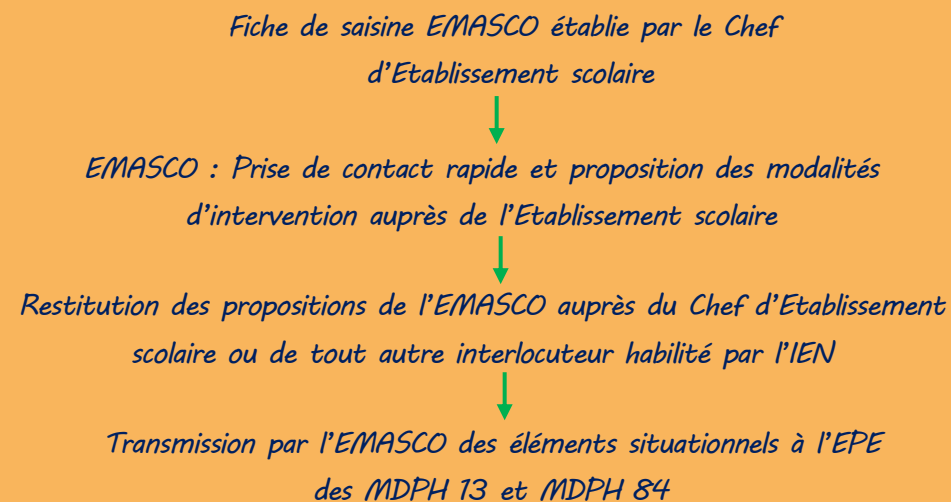 Fiche de saisine EMASCO établie par le Chef
d'Etablissement scolaire
EMASCO : Prise de contact rapide et proposition des modalités
d'intervention auprès de l'Etablissement scolaire
Restitution des propositions de l'EMASCO auprès du Chef d'Etablissement
scolaire ou de tout autre interlocuteur habilité par l'IEN
Transmission par l'EMASCO des éléments situationnels à l'EPE
des MDPH 13 et MDPH 84